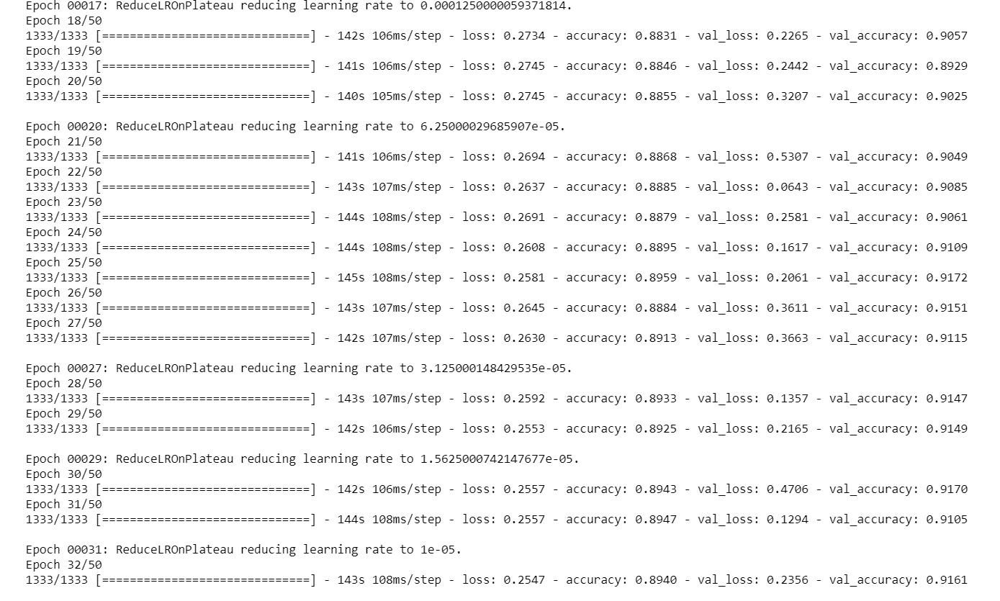 Epoch 00017: ReduceLROnPlateau reducing learning rate to 0.0001250000059371814.
Epoch 18/50
1333/1333 [==============================] - 142s 106ms/step - loss: 0.2734 - accuracy: 0.8831 - val_loss: 0.2265 - val_accuracy: 0.9057
Epoch 19/50
1333/1333 [==============================] - 141s 106ms/step - loss: 0.2745 - accuracy: 0.8846 - val_loss: 0.2442 - val_accuracy: 0.8929
Epoch 20/50
1333/1333 [==============================] - 140s 105ms/step - loss: 0.2745 - accuracy: 0.8855 - val_loss: 0.3207 - val_accuracy: 0.9025
Epoch 00020: ReduceLROnPlateau reducing learning rate to 6.25000029685907e-05.
Epoch 21/50
1333/1333 [==============================] - 141s 106ms/step - loss: 0.2694 - accuracy: 0.8868 - val_loss: 0.5307 - val_accuracy: 0.9049
Epoch 22/50
1333/1333 [==============================] - 143s 107ms/step - loss: 0.2637 - accuracy: 0.8885 - val_loss: 0.0643 - val_accuracy: 0.9085
Epoch 23/50
1333/1333 [==============================] - 144s 108ms/step - loss: 0.2691 - accuracy: 0.8879 - val_loss: 0.2581 - val_accuracy: 0.9061
Epoch 24/50
1333/1333 [==============================] - 144s 108ms/step - loss: 0.2608 - accuracy: 0.8895 - val_loss: 0.1617 - val_accuracy: 0.9109
Epoch 25/50
1333/1333 [==============================] - 145s 108ms/step - loss: 0.2581 - accuracy: 0.8959 - val_loss: 0.2061 - val_accuracy: 0.9172
Epoch 26/50
1333/1333 [==============================] - 143s 107ms/step - loss: 0.2645 - accuracy: 0.8884 - val_loss: 0.3611 - val_accuracy: 0.9151
Epoch 27/50
1333/1333 [==============================] - 142s 107ms/step - loss: 0.2630 - accuracy: 0.8913 - val_loss: 0.3663 - val_accuracy: 0.9115
Epoch 00027: ReduceLROnPlateau reducing learning rate to 3.125000148429535e-05.
Epoch 28/50
1333/1333 [==============================] - 143s 107ms/step - loss: 0.2592 - accuracy: 0.8933 - val_loss: 0.1357 - val_accuracy: 0.9147
Epoch 29/50
1333/1333 [==============================] - 142s 106ms/step - loss: 0.2553 - accuracy: 0.8925 - val_loss: 0.2165 - val_accuracy: 0.9149
Epoch 00029: ReduceLROnPlateau reducing learning rate to 1.5625000742147677e-05.
Epoch 30/50
1333/1333 [==============================] - 142s 106ms/step - loss: 0.2557 - accuracy: 0.8943 - val_loss: 0.4706 - val_accuracy: 0.9170
Epoch 31/50
1333/1333 [==============================] - 144s 108ms/step - loss: 0.2557 - accuracy: 0.8947 - val_loss: 0.1294 - val_accuracy: 0.9105
Epoch 00031: ReduceLROnPlateau reducing learning rate to 1e-05.
Epoch 32/50
1333/1333 [==============================] - 143s 108ms/step - loss: 0.2547 - accuracy: 0.8940 - val_loss: 0.2356 - val_accuracy: 0.9161